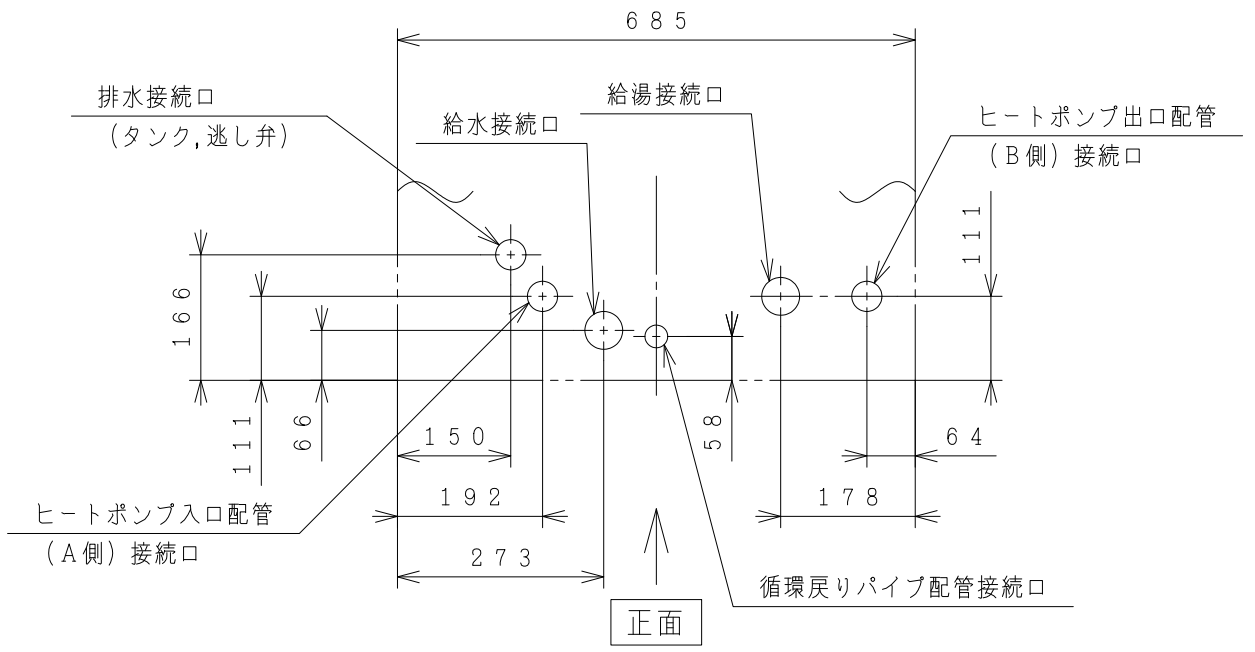 685
排水接続口
(タンク,逃し弁)
給水接続口
給湯接続口
ヒートポンプ出口配管
(B側)接続口
166
111
66
111
58
150
64
192
178
273
ヒートポンプ入口配管
(A側)接続口
循環戻りパイプ配管接続口
正面